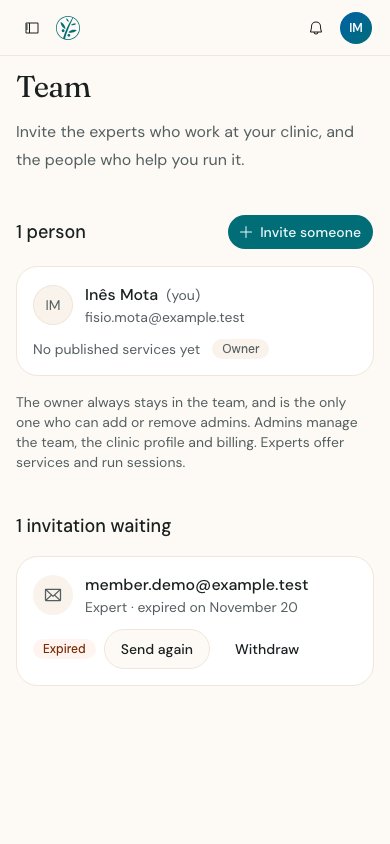 IM
Team
Invite the experts who work at your clinic, and
the people who help you run it.
1 person
Invite someone
IM
Inês Mota (you)
fisio.mota@example.test
No published services yet
Owner
The owner always stays in the team, and is the only
one who can add or remove admins. Admins manage
the team, the clinic profile and billing. Experts offer
services and run sessions.
1 invitation waiting
member.demo@example.test
Expert · expired on November 20
Expired
Send again
Withdraw